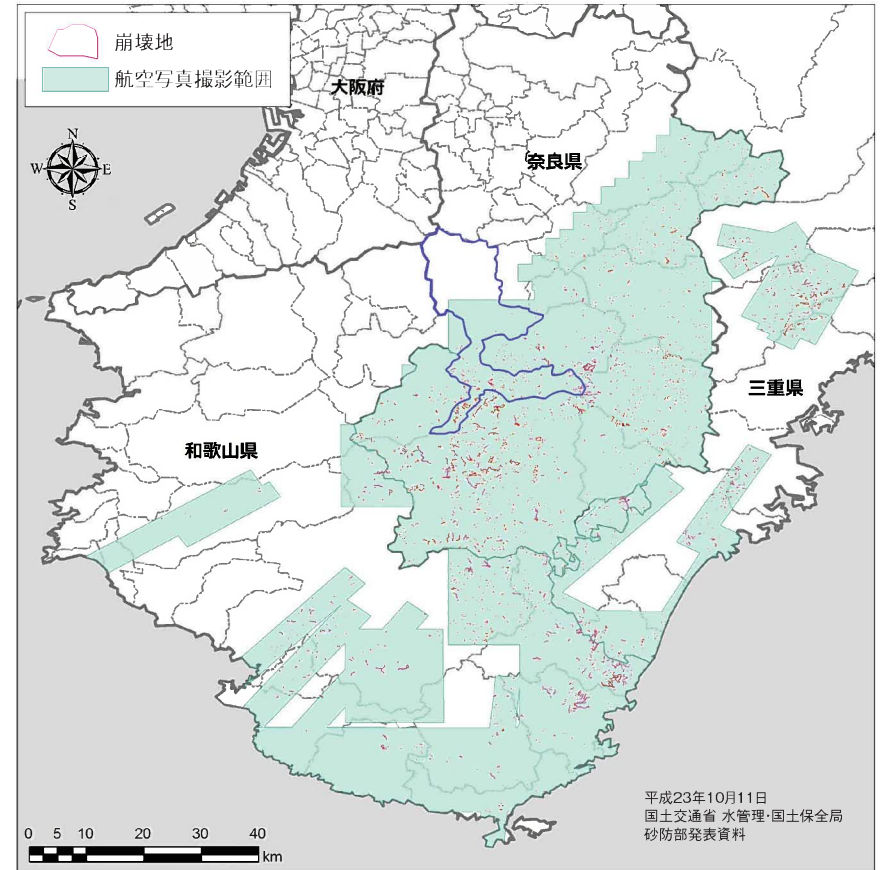 崩壊地
航空写真撮影範囲
大阪府
N
W E
S
奈良県
三重県
和歌山県
平成23年10月11日
国土交通省 水管理・国土保全局
砂防部発表資料
0 5 10 20 30 40
km